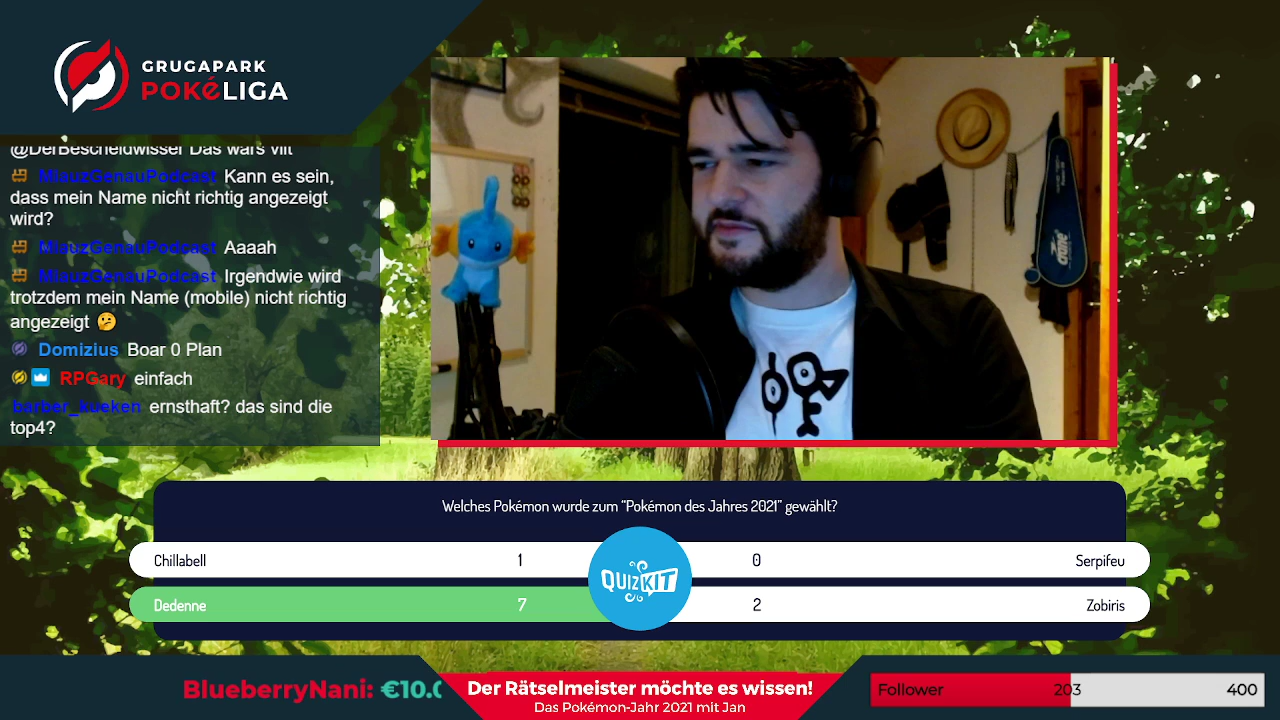 GRUGAPARK
POKéLIGA
@DerBescheidwisser Das wars vllt
MiauzGenauPodcast Kann es sein,
dass mein Name nicht richtig angezeigt
wird?
MiauzGenauPodcast Aaaah
MiauzGenauPodcast Irgendwie wird
trotzdem mein Name (mobile) nicht richtig
angezeigt 🤔
Domizius Boar 0 Plan
RPGary einfach
barber_kueken ernsthaft? das sind die
top4?
Welches Pokémon wurde zum “Pokémon des Jahres 2021” gewählt?
Chillabell 1 0 Serpifeu
Dedenne 7 2 Zobiris
QUIZKIT
BlueberryNani: €10.0
Der Rätselmeister möchte es wissen!
Das Pokémon-Jahr 2021 mit Jan
Follower 203 400